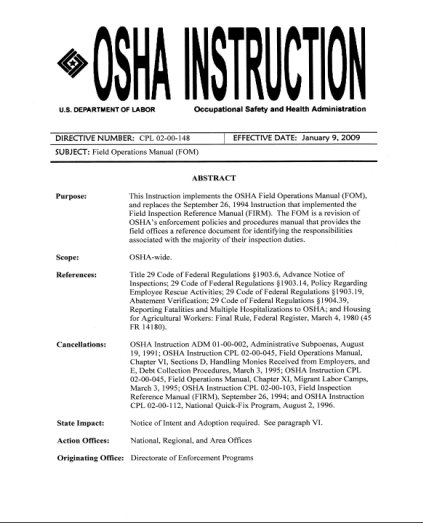 OSHA INSTRUCTION
U.S. DEPARTMENT OF LABOR Occupational Safety and Health Administration
DIRECTIVE NUMBER: CPL 02-00-148 EFFECTIVE DATE: January 9, 2009
SUBJECT: Field Operations Manual (FOM)
ABSTRACT
Purpose: This Instruction implements the OSHA Field Operations Manual (FOM),
and replaces the September 26, 1994 Instruction that implemented the
Field Inspection Reference Manual (FIRM). The FOM is a revision of
OSHA's enforcement policies and procedures manual that provides the
field offices a reference document for identifying the responsibilities
associated with the majority of their inspection duties.
Scope: OSHA-wide.
References: Title 29 Code of Federal Regulations §1903.6, Advance Notice of
Inspections; 29 Code of Federal Regulations §1903.14, Policy Regarding
Employee Rescue Activities; 29 Code of Federal Regulations §1903.19,
Abatement Verification; 29 Code of Federal Regulations §1904.39,
Reporting Fatalities and Multiple Hospitalizations to OSHA; and Housing
for Agricultural Workers: Final Rule, Federal Register, March 4, 1980 (45
FR 14180).
Cancellations: OSHA Instruction ADM 01-00-002, Administrative Subpoenas, August
19, 1991; OSHA Instruction CPL 02-00-045, Field Operations Manual,
Chapter VI, Sections D, Handling Monies Received from Employers, and
E, Debt Collection Procedures, March 3, 1995; OSHA Instruction CPL
02-00-045, Field Operations Manual, Chapter XI, Migrant Labor Camps,
March 3, 1995; OSHA Instruction CPL 02-00-103, Field Inspection
Reference Manual (FIRM), September 26, 1994; and OSHA Instruction
CPL 02-00-112, National Quick-Fix Program, August 2, 1996.
State Impact: Notice of Intent and Adoption required. See paragraph VI.
Action Offices: National, Regional, and Area Offices
Originating Office: Directorate of Enforcement Programs